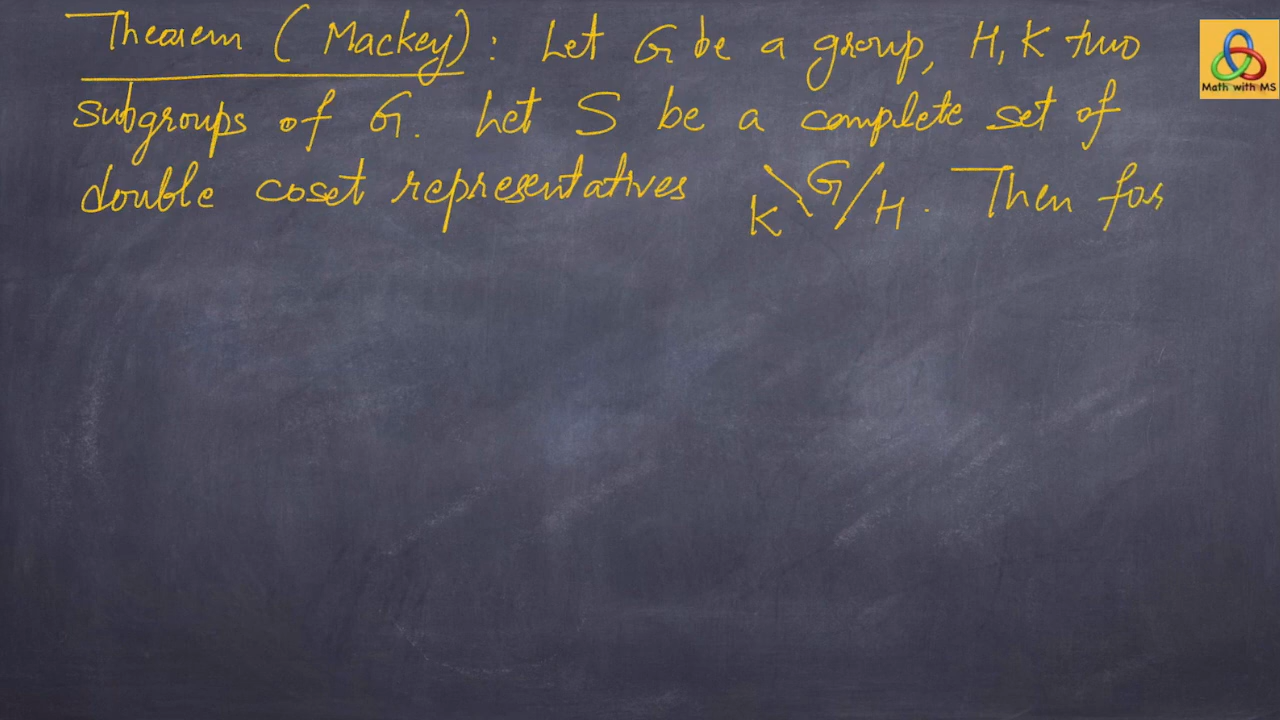 Theorem (Mackey): Let G be a group, H, K two
Math with MS
subgroups of G. Let S be a complete set of
double coset representatives K\G/H. Then for